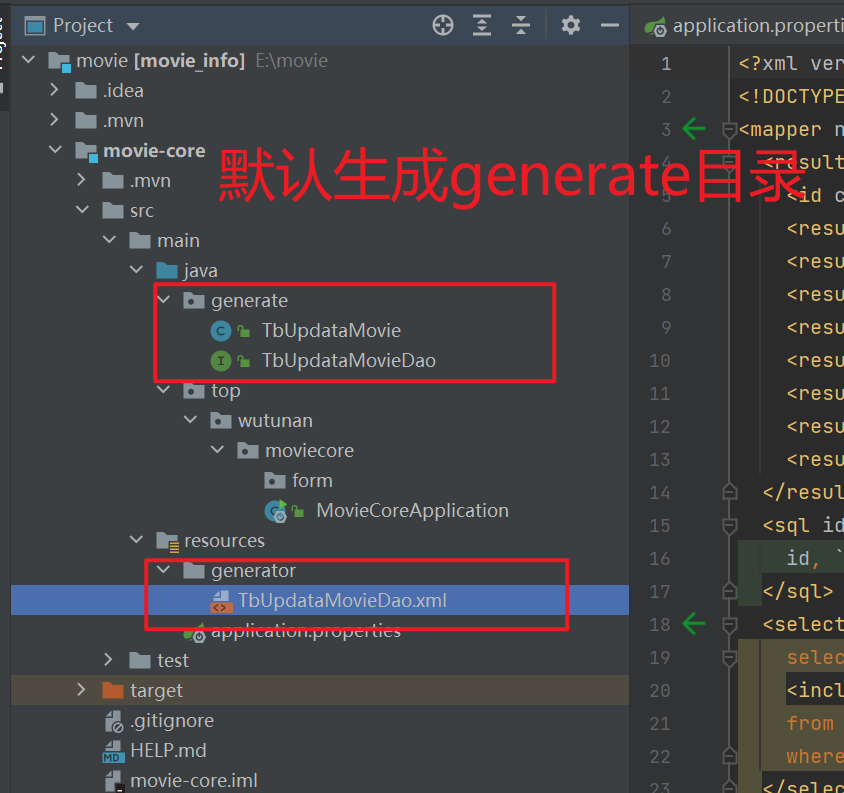 Project
movie [movie_info] E:\movie
.idea
.mvn
movie-core
.mvn
src
main
java
generate
TbUpdataMovie
TbUpdataMovieDao
top
wutunan
moviecore
form
MovieCoreApplication
resources
generator
TbUpdataMovieDao.xml
application.properties
test
target
.gitignore
HELP.md
movie-core.iml
默认生成generate目录
application.properti
1 <?xml ver
2 <!DOCTYPE
3 <mapper n
4 <result
5 <id c
6 <resu
7 <resu
8 <resu
9 <resu
10 <resu
11 <resu
12 <resu
13 <resu
14 </resul
15 <sql id
16 id, `
17 </sql>
18 <select
19 selec
20 <incl
21 from
22 where
23 </selec